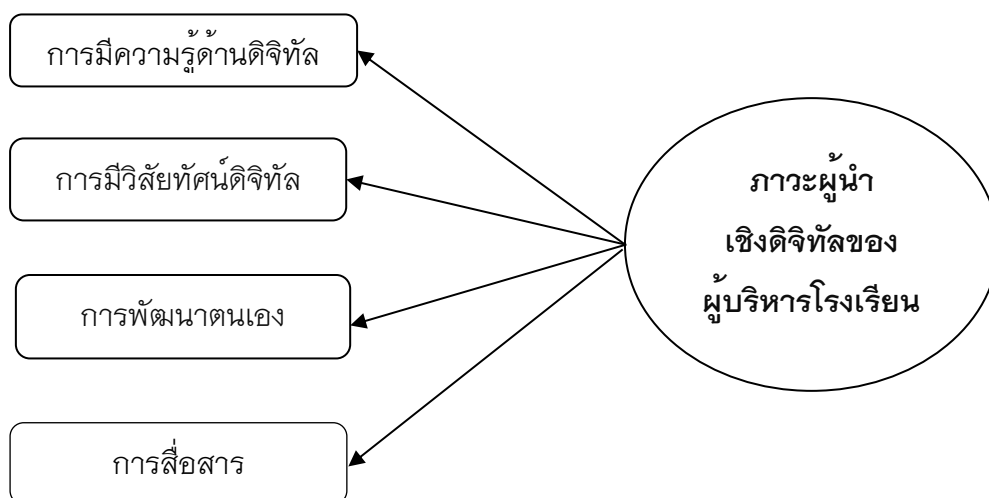 การมีความรู้ด้านดิจิทัล
การมีวิสัยทัศน์ดิจิทัล
การพัฒนาตนเอง
การสื่อสาร
ภาวะผู้นำ
เชิงดิจิทัลของ
ผู้บริหารโรงเรียน